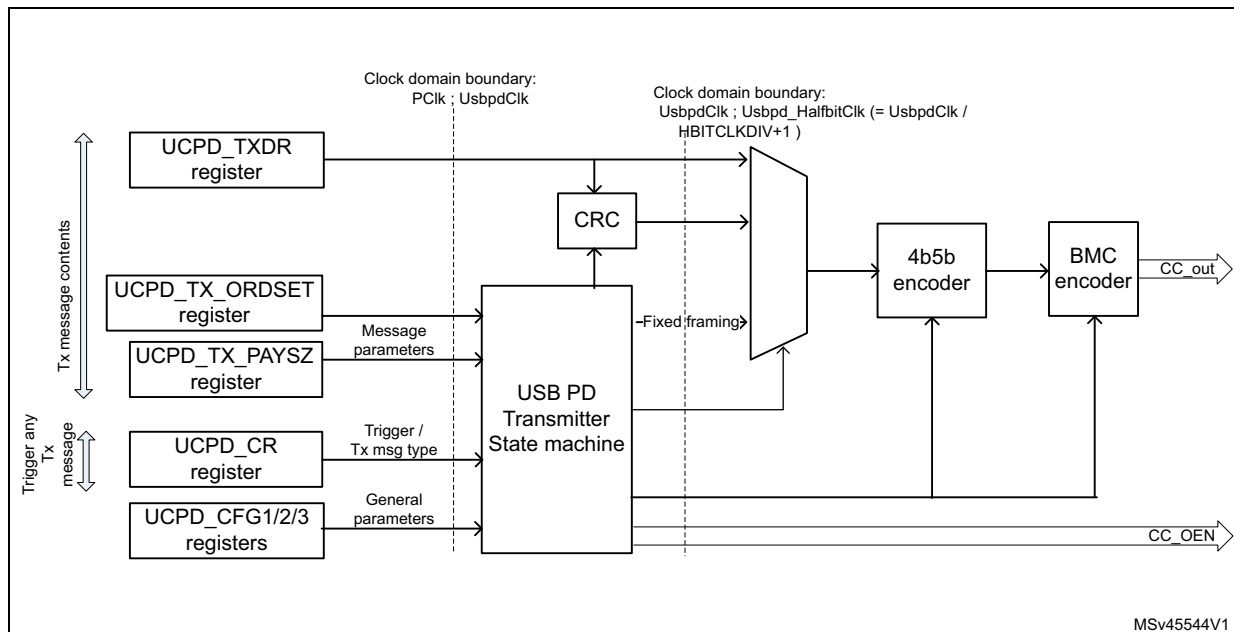 Clock domain boundary:
PClk ; UsbpdClk
Clock domain boundary:
UsbpdClk ; Usbpd_HalfbitClk (= UsbpdClk /
HBITCLKDIV+1 )
UCPD_TXDR
register
CRC
4b5b
encoder
BMC
encoder
CC_out
Tx message contents
UCPD_TX_ORDSET
register
Message
parameters
UCPD_TX_PAYSZ
register
Fixed framing
USB PD
Transmitter
State machine
Trigger any
Tx
message
UCPD_CR
register
Trigger /
Tx msg type
UCPD_CFG1/2/3
registers
General
parameters
CC_OEN
MSv45544V1